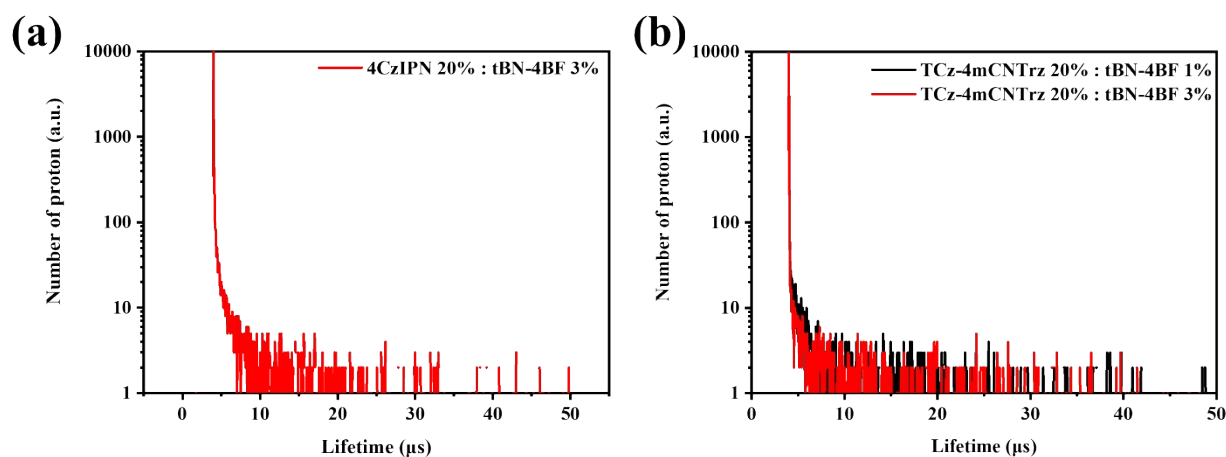 (a)
4CzIPN 20% : tBN-4BF 3%
Number of proton (a.u.)
10000
1000
100
10
1
0 10 20 30 40 50
Lifetime (μs)
(b)
TCz-4mCNTrz 20% : tBN-4BF 1%
TCz-4mCNTrz 20% : tBN-4BF 3%
Number of proton (a.u.)
10000
1000
100
10
1
0 10 20 30 40 50
Lifetime (μs)